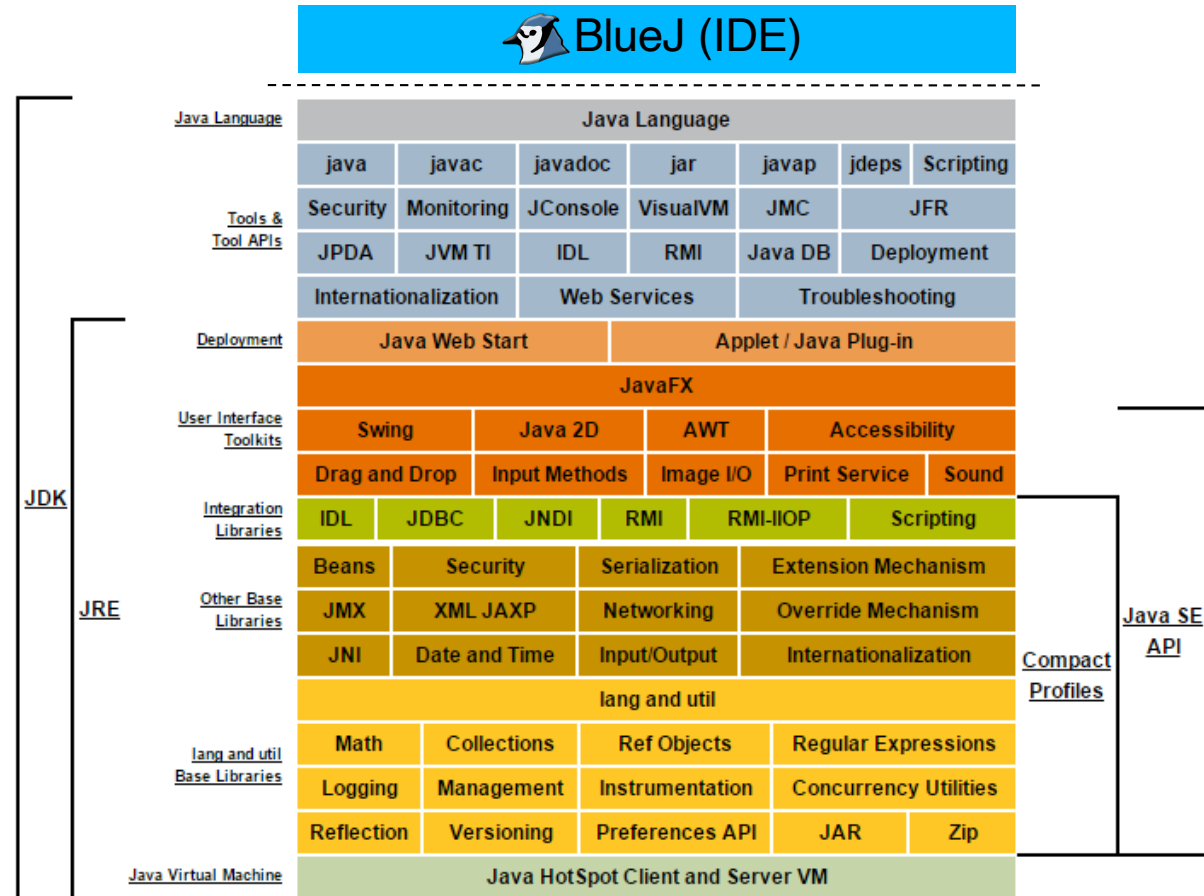 BlueJ (IDE)
Java Language
Java Language
java javac javadoc jar javap jdeps Scripting
Tools &
Tool APIs
Security Monitoring JConsole VisualVM JMC JFR
JPDA JVM TI IDL RMI Java DB Deployment
Internationalization Web Services Troubleshooting
Deployment
Java Web Start Applet / Java Plug-in
JavaFX
User Interface
Toolkits
Swing Java 2D AWT Accessibility
Drag and Drop Input Methods Image I/O Print Service Sound
JDK
Integration
Libraries
IDL JDBC JNDI RMI RMI-IIOP Scripting
JRE
Other Base
Libraries
Beans Security Serialization Extension Mechanism
JMX XML JAXP Networking Override Mechanism
JNI Date and Time Input/Output Internationalization
Compact
Profiles
Java SE
API
lang and util
lang and util
Base Libraries
Math Collections Ref Objects Regular Expressions
Logging Management Instrumentation Concurrency Utilities
Reflection Versioning Preferences API JAR Zip
Java Virtual Machine
Java HotSpot Client and Server VM